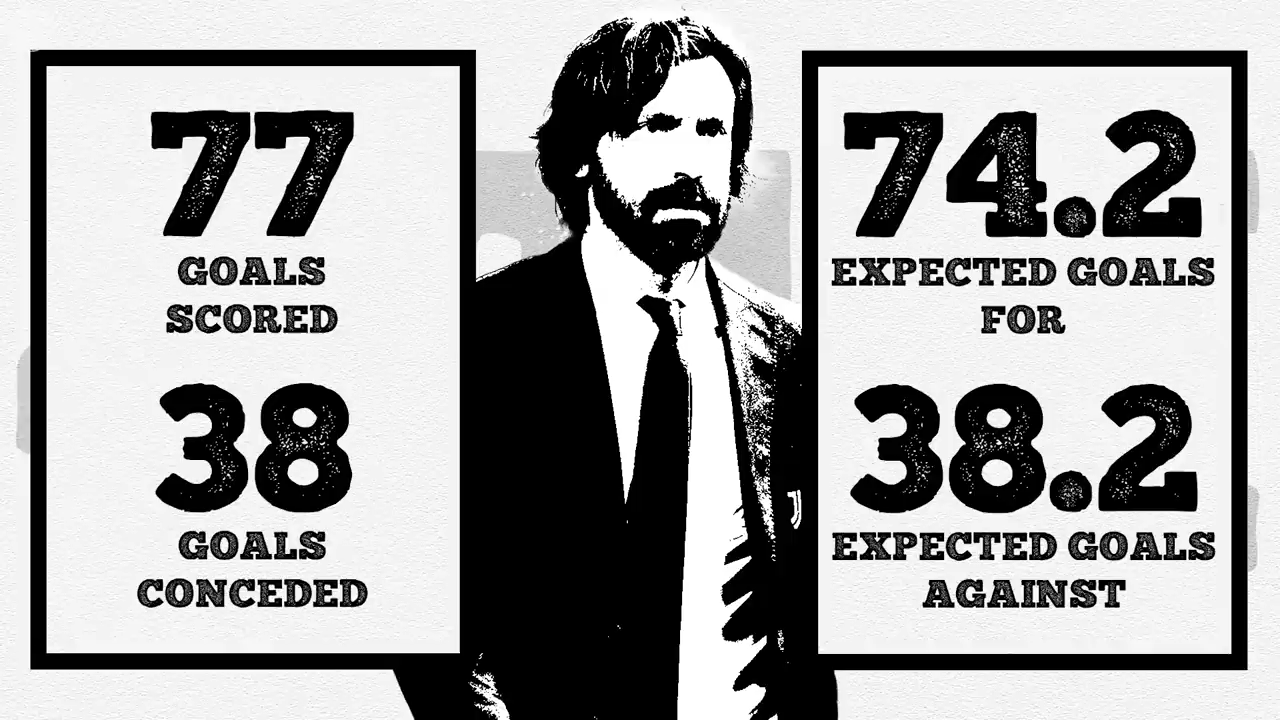 77
GOALS
SCORED
38
GOALS
CONCEDED
74.2
EXPECTED GOALS
FOR
38.2
EXPECTED GOALS
AGAINST